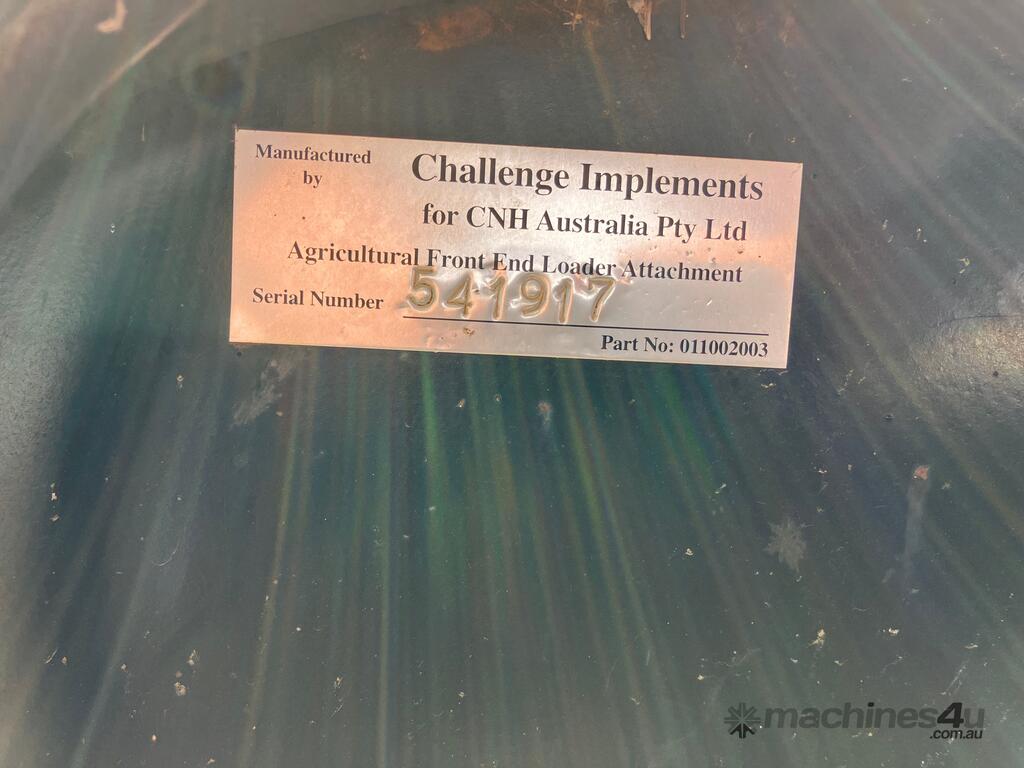 Manufactured
by
Challenge Implements
for CNH Australia Pty Ltd
Agricultural Front End Loader Attachment
Serial Number 541917
Part No: 011002003
machines4u
.com.au